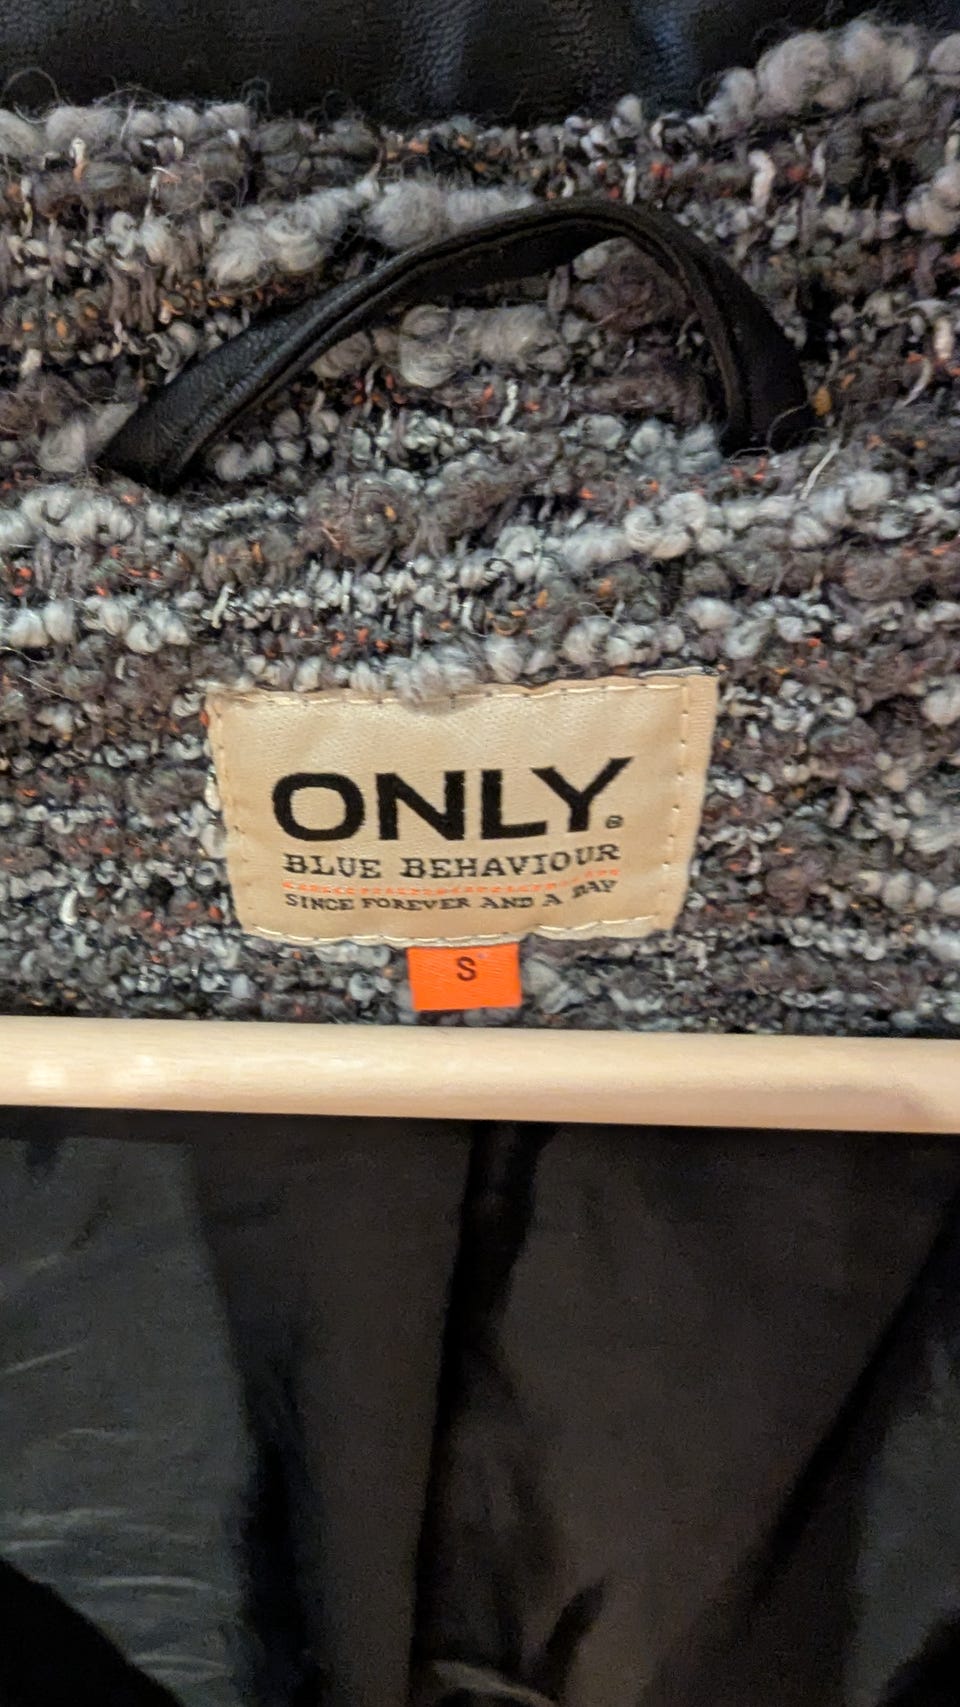 ONLY®
BLUE BEHAVIOUR
SINCE FOREVER AND A DAY
S